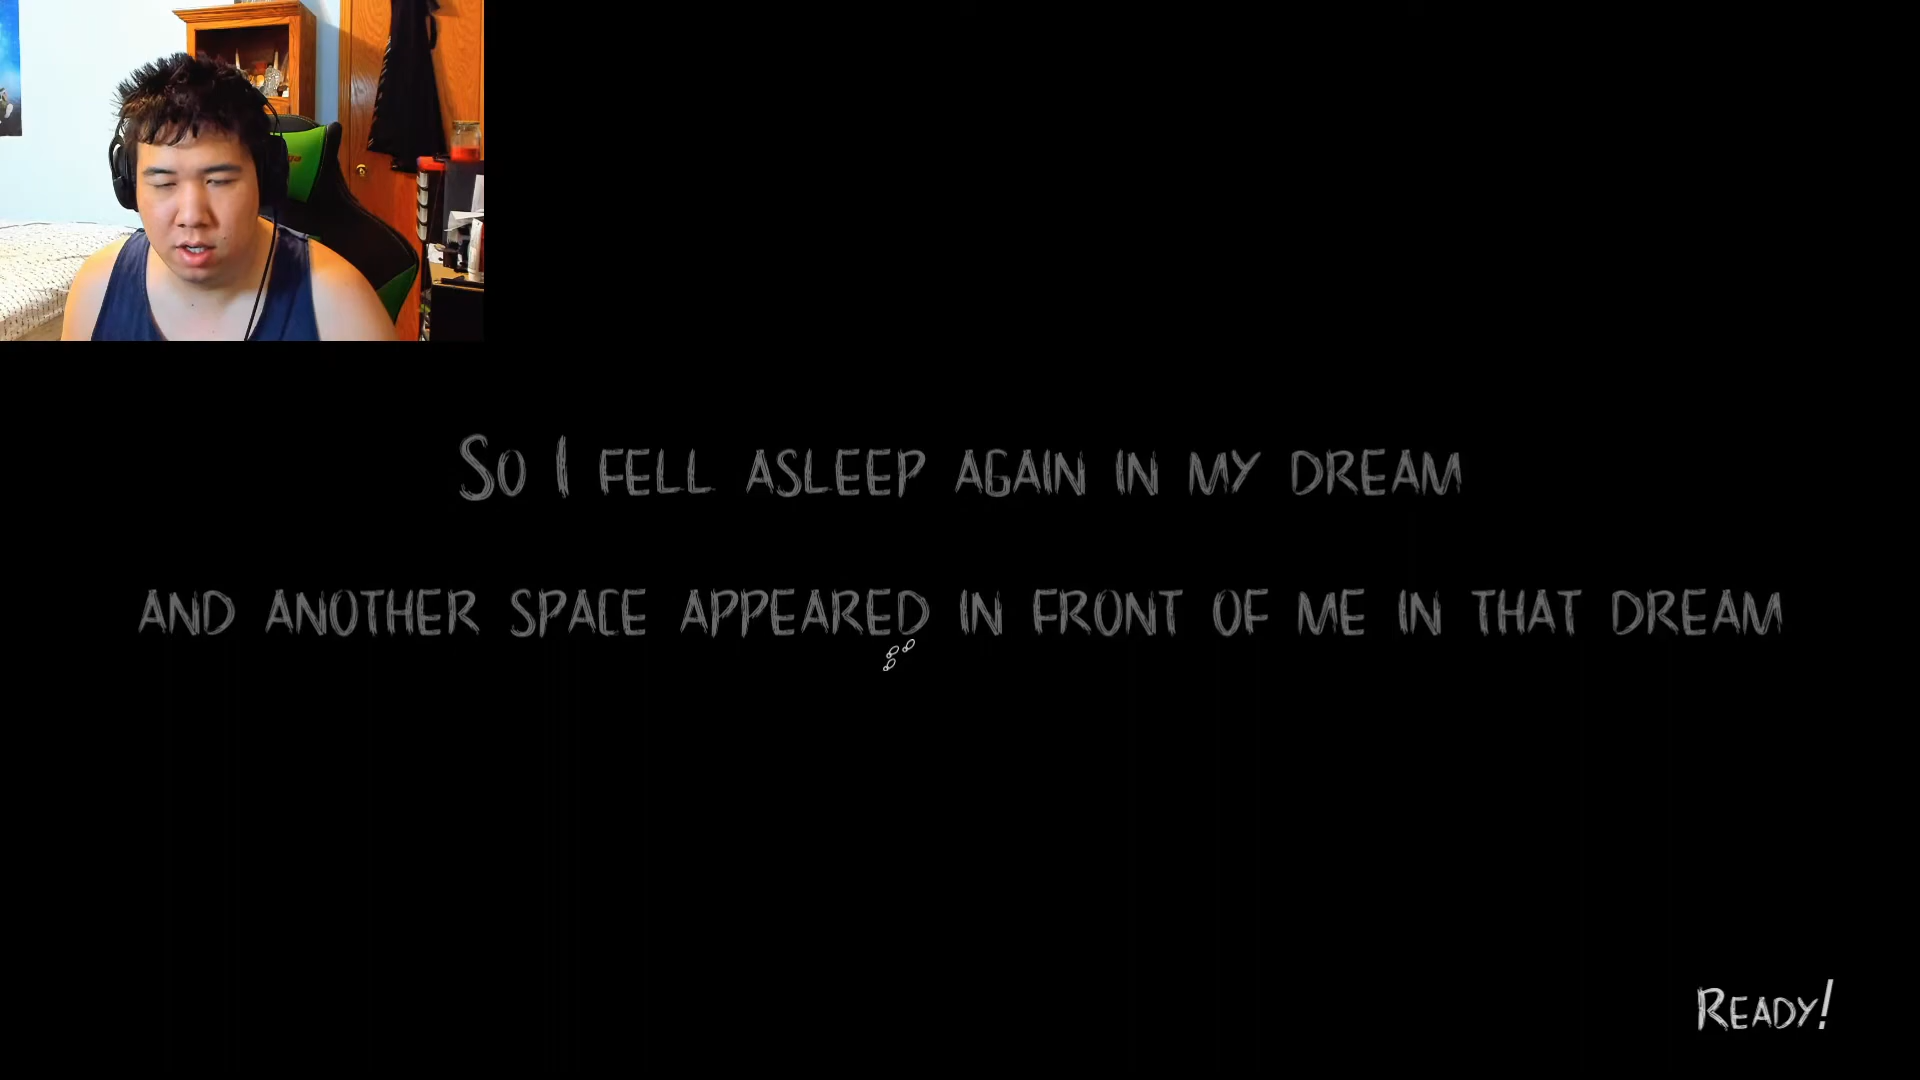 So I fell asleep again in my dream
and another space appeared in front of me in that dream
Ready!